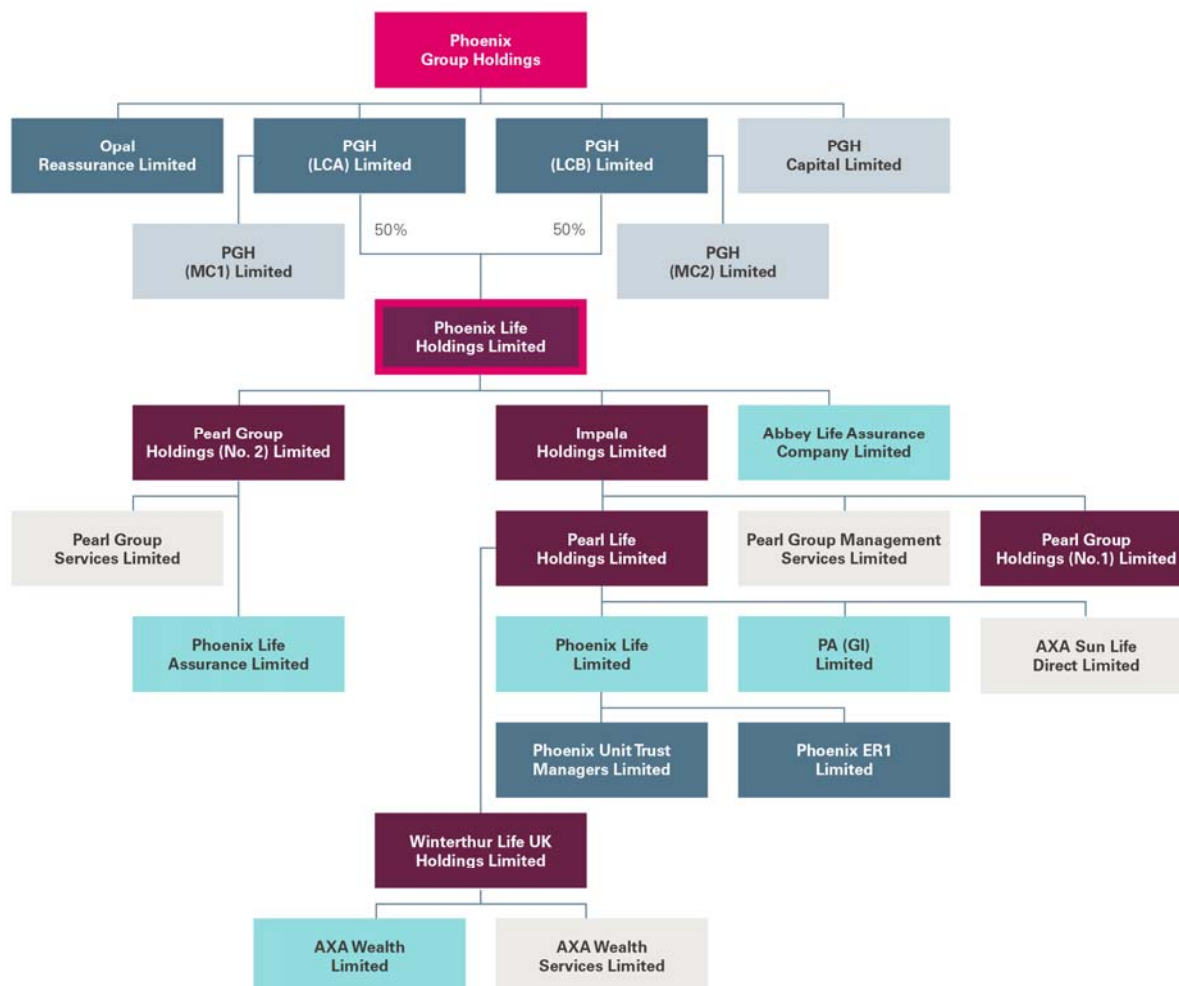 Phoenix
Group Holdings
Opal
Reassurance Limited
PGH
(LCA) Limited
PGH
(LCB) Limited
PGH
Capital Limited
50%
50%
PGH
(MC1) Limited
PGH
(MC2) Limited
Phoenix Life
Holdings Limited
Pearl Group
Holdings (No. 2) Limited
Impala
Holdings Limited
Abbey Life Assurance
Company Limited
Pearl Group
Services Limited
Pearl Life
Holdings Limited
Pearl Group Management
Services Limited
Pearl Group
Holdings (No.1) Limited
Phoenix Life
Assurance Limited
Phoenix Life
Limited
PA (GI)
Limited
AXA Sun Life
Direct Limited
Phoenix Unit Trust
Managers Limited
Phoenix ER1
Limited
Winterthur Life UK
Holdings Limited
AXA Wealth
Limited
AXA Wealth
Services Limited